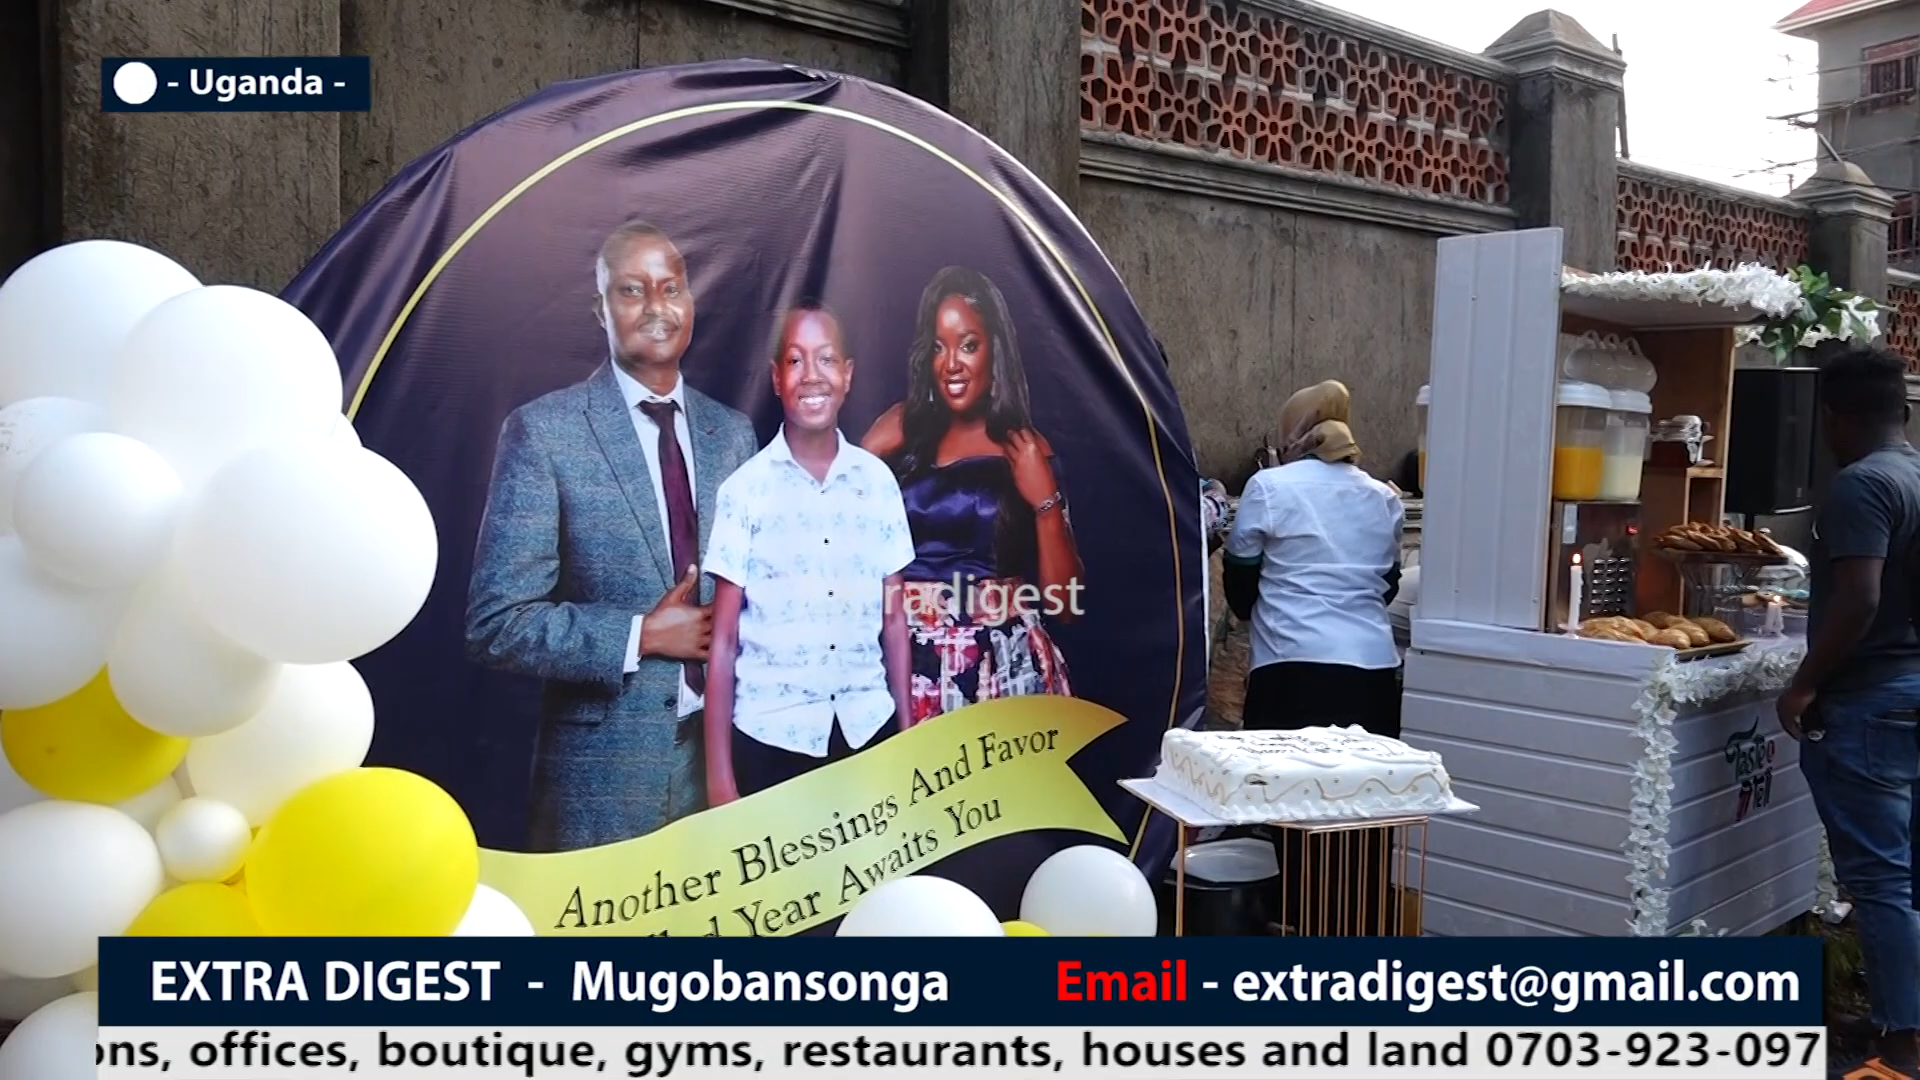 - Uganda -
radigest
Another Blessings And Favor
Year Awaits You
Taste
EXTRA DIGEST - Mugobansonga Email - extradigest@gmail.com
ons, offices, boutique, gyms, restaurants, houses and land 0703-923-097